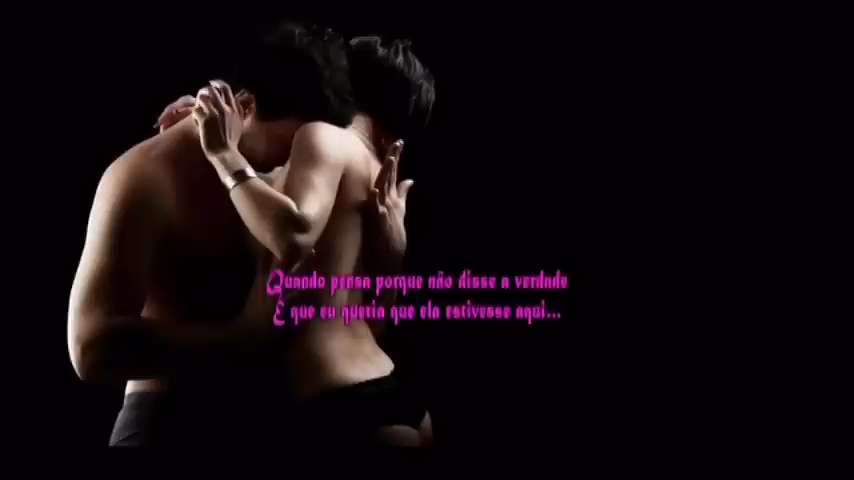 Quando pensa porque não disse a verdade
E que eu queria que ela estivesse aqui...